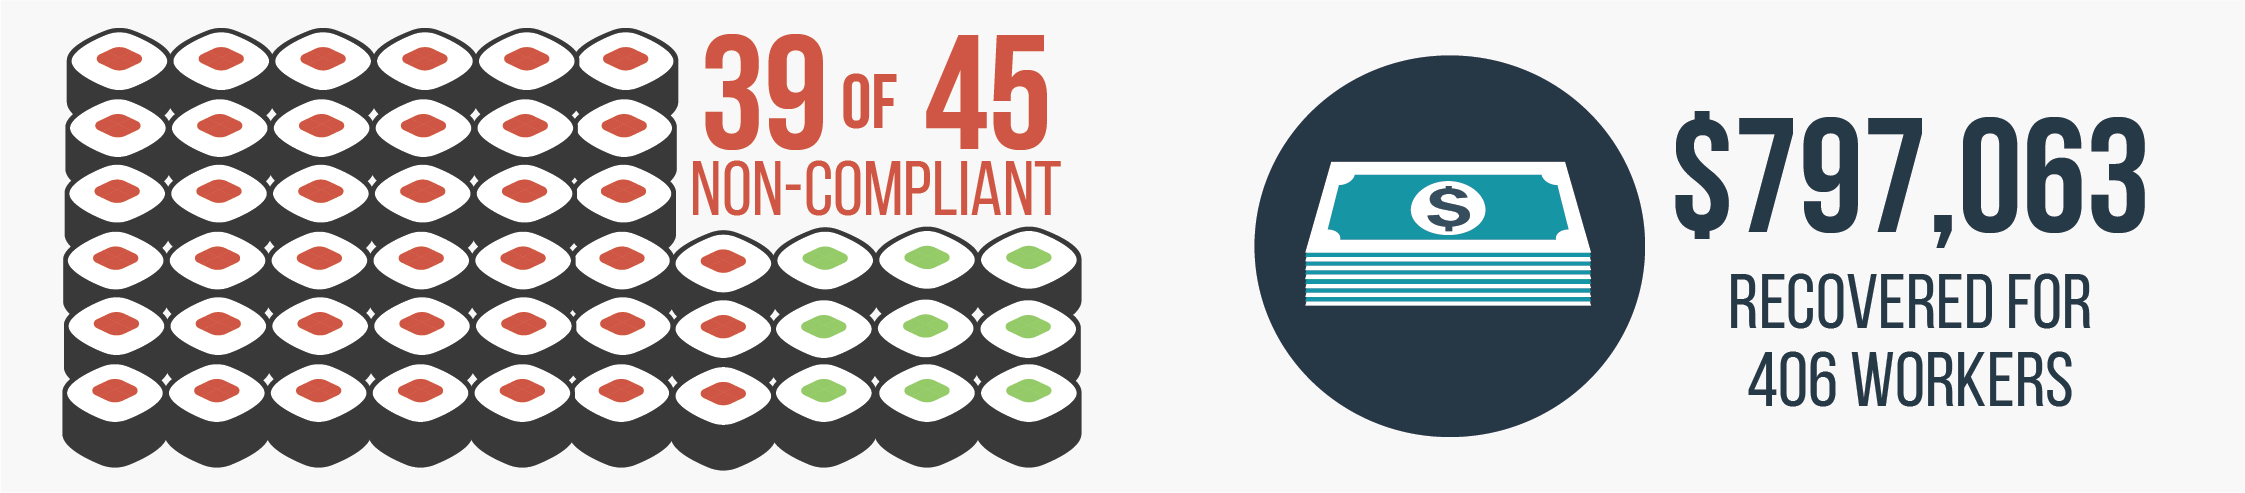 39 OF 45
NON-COMPLIANT
$
$797,063
RECOVERED FOR
406 WORKERS